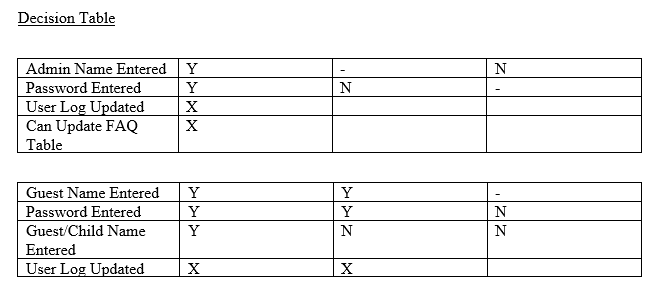 Decision Table
Admin Name Entered Y - N
Password Entered Y N -
User Log Updated X
Can Update FAQ X
Table
Guest Name Entered Y Y -
Password Entered Y Y N
Guest/Child Name Y N N
Entered
User Log Updated X X